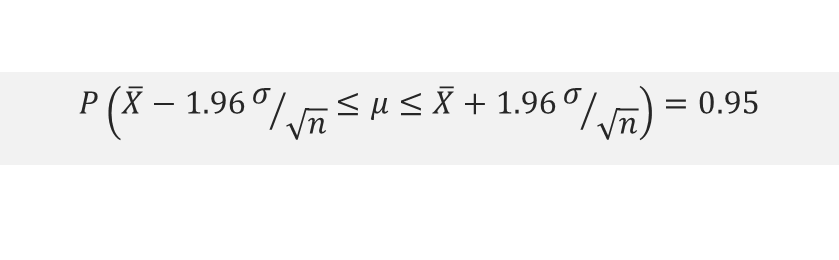 P(X̄ − 1.96 σ/√n ≤ μ ≤ X̄ + 1.96 σ/√n) = 0.95